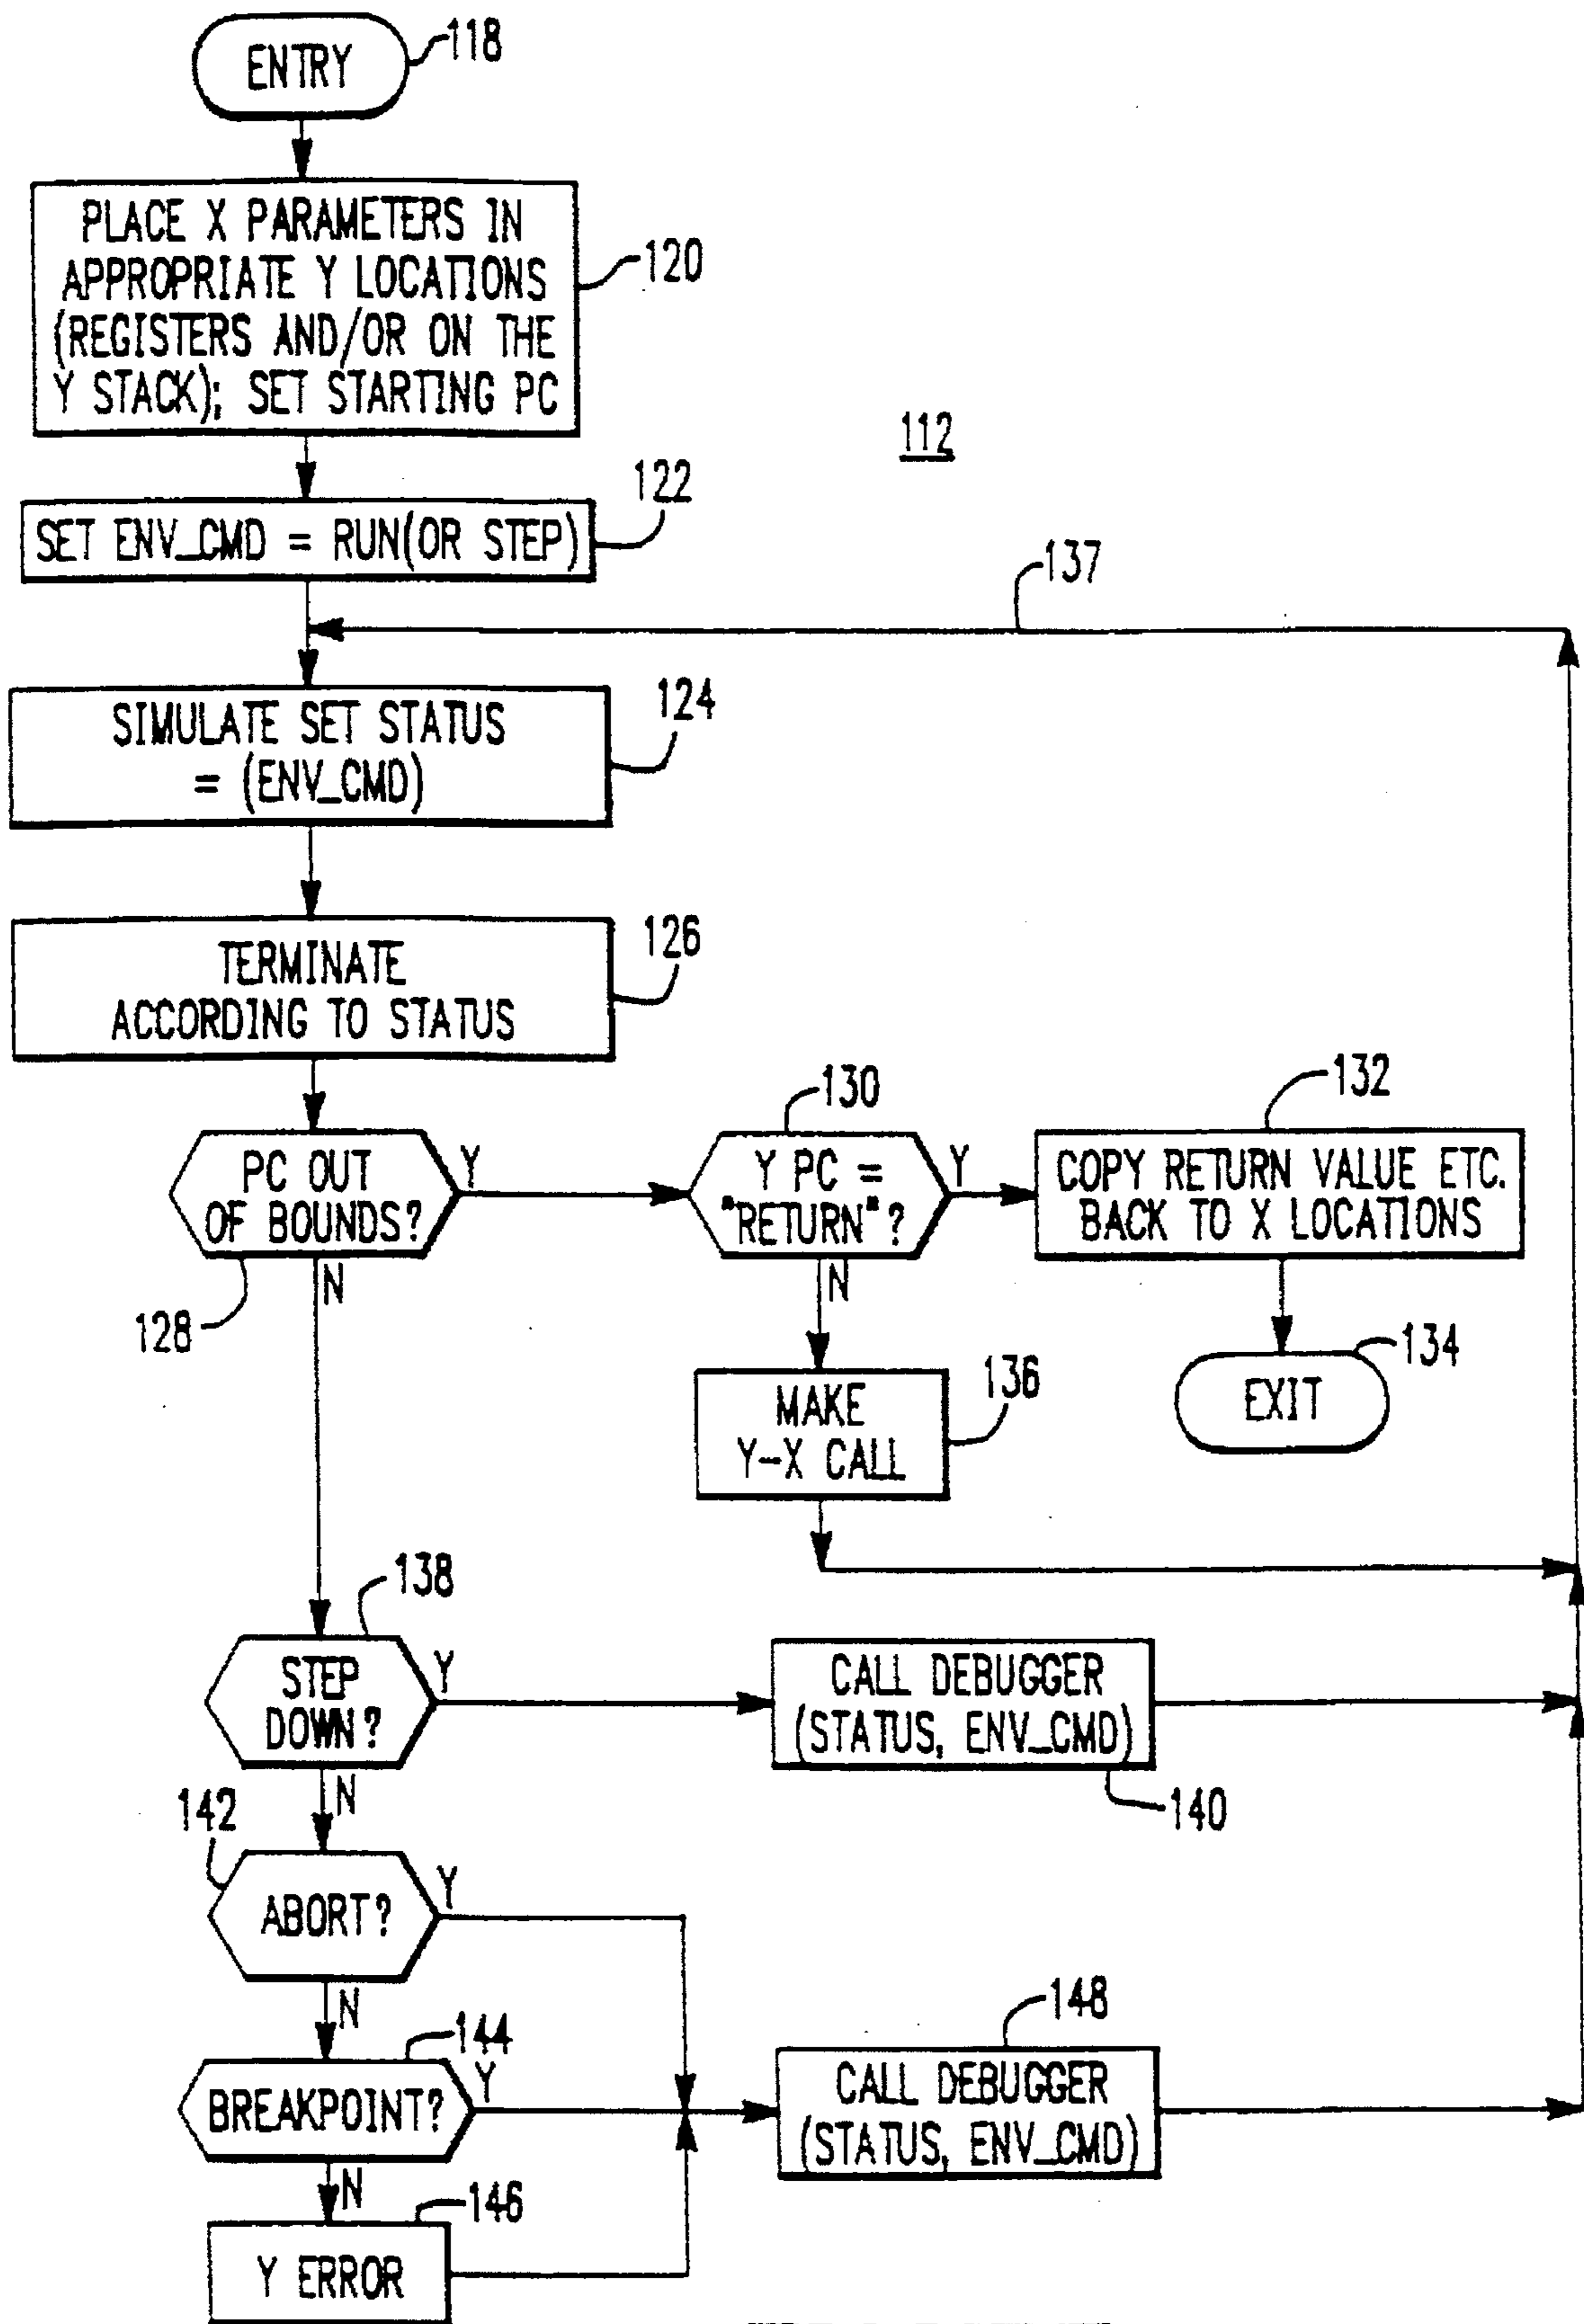 ENTRY
118
PLACE X PARAMETERS IN
APPROPRIATE Y LOCATIONS
(REGISTERS AND/OR ON THE
Y STACK); SET STARTING PC
120
112
SET ENV_CMD = RUN(OR STEP)
122
137
SIMULATE SET STATUS
= (ENV_CMD)
124
TERMINATE
ACCORDING TO STATUS
126
PC OUT
OF BOUNDS?
Y
N
128
130
Y PC =
"RETURN"?
Y
N
132
COPY RETURN VALUE ETC.
BACK TO X LOCATIONS
EXIT
134
MAKE
Y-X CALL
136
138
STEP
DOWN?
Y
N
CALL DEBUGGER
(STATUS, ENV_CMD)
140
142
ABORT?
Y
N
144
BREAKPOINT?
Y
N
148
CALL DEBUGGER
(STATUS, ENV_CMD)
146
Y ERROR